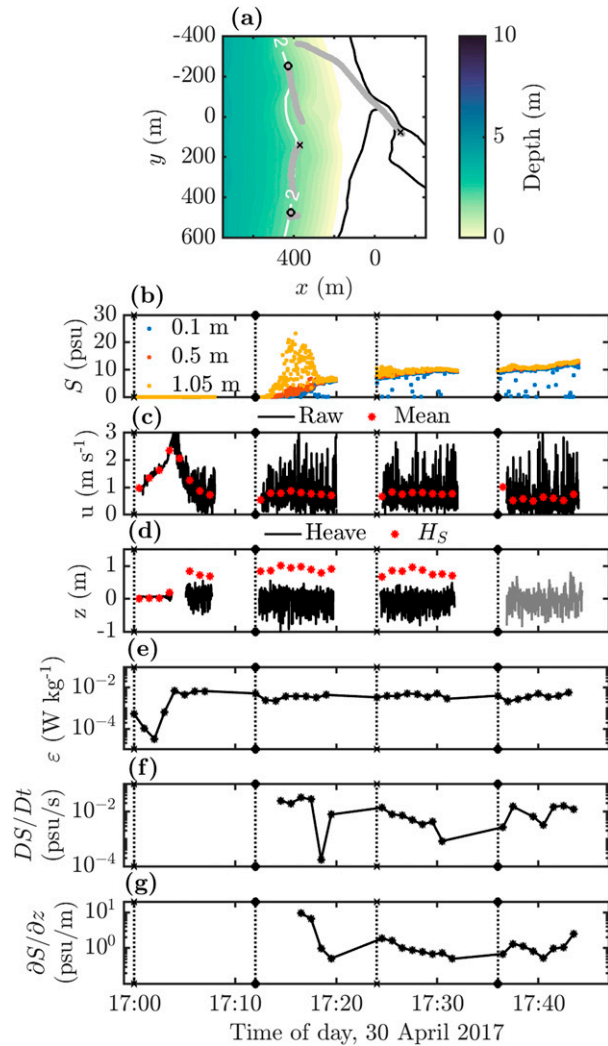 (a)
-400
-200
0
200
400
600
y (m)
2
2
400
200
0
x (m)
10
5
0
Depth (m)
(b)
30
20
10
0
S (psu)
0.1 m
0.5 m
1.05 m
(c)
Raw
Mean
3
2
1
0
u (m s⁻¹)
(d)
Heave
H_S
1
0
-1
z (m)
(e)
10⁻²
10⁻⁴
ε (W kg⁻¹)
(f)
10⁻²
10⁻⁴
DS/Dt
(psu/s)
(g)
10¹
10⁰
∂S/∂z
(psu/m)
17:00
17:10
17:20
17:30
17:40
Time of day, 30 April 2017